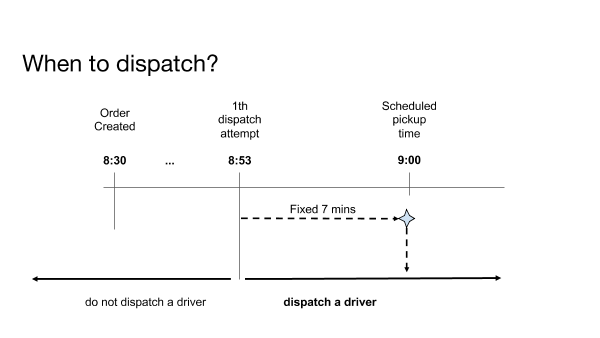 When to dispatch?
Order
Created
1th
dispatch
attempt
Scheduled
pickup
time
8:30
...
8:53
9:00
Fixed 7 mins
do not dispatch a driver
dispatch a driver